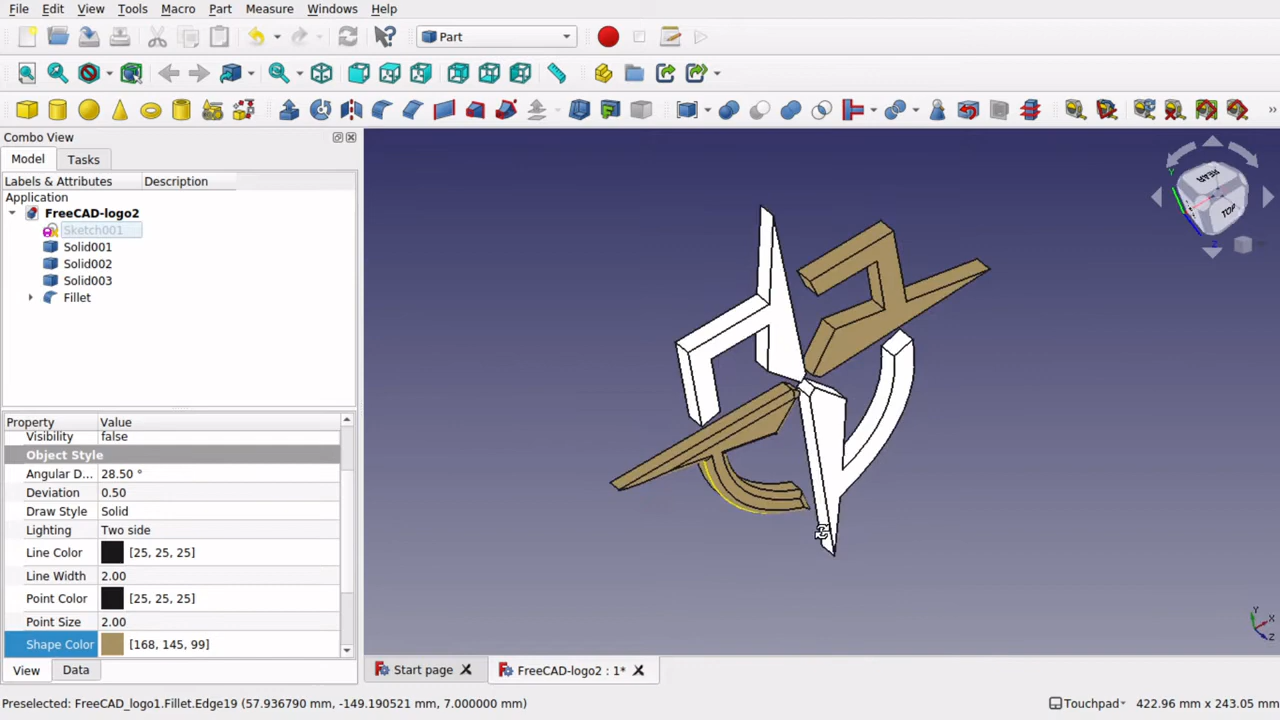 File Edit View Tools Macro Part Measure Windows Help
Part
Combo View
Model Tasks
Labels & Attributes Description
Application
FreeCAD-logo2
Sketch001
Solid001
Solid002
Solid003
Fillet
Property Value
Visibility false
Object Style
Angular D... 28.50 °
Deviation 0.50
Draw Style Solid
Lighting Two side
Line Color [25, 25, 25]
Line Width 2.00
Point Color [25, 25, 25]
Point Size 2.00
Shape Color [168, 145, 99]
View Data
REAR
TOP
Y
Z
Y
X
Z
Start page FreeCAD-logo2 : 1*
Preselected: FreeCAD_logo1.Fillet.Edge19 (57.936790 mm, -149.190521 mm, 7.000000 mm) Touchpad 422.96 mm x 243.05 mm